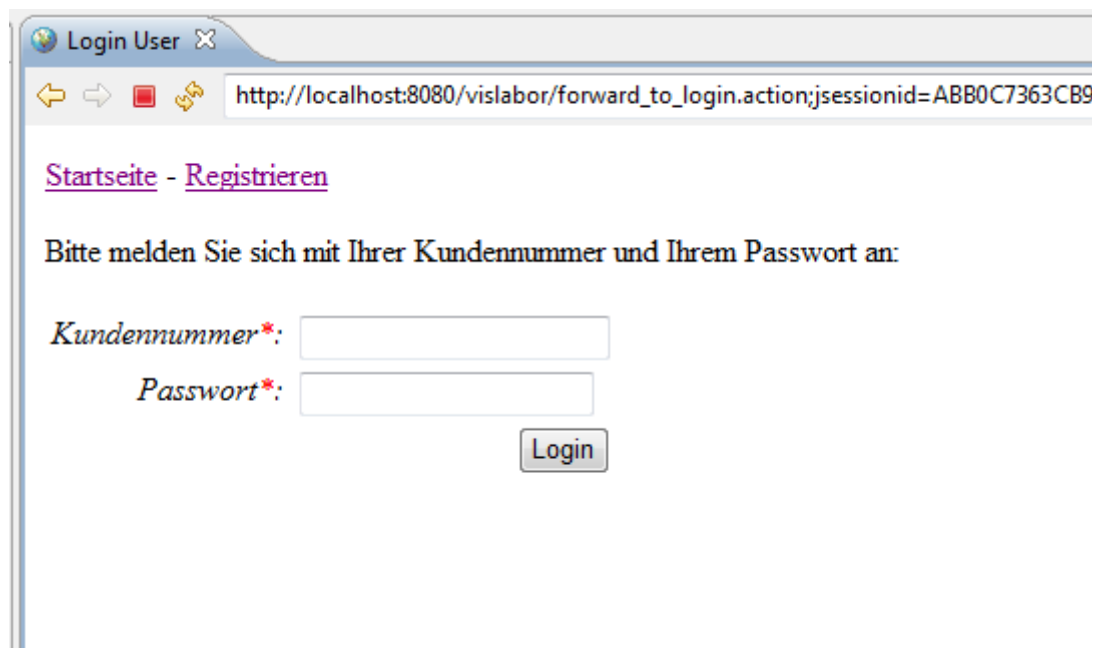 Login User
http://localhost:8080/vislabor/forward_to_login.action;jsessionid=ABB0C7363CB9
Startseite - Registrieren
Bitte melden Sie sich mit Ihrer Kundennummer und Ihrem Passwort an:
Kundennummer*:
Passwort*:
Login